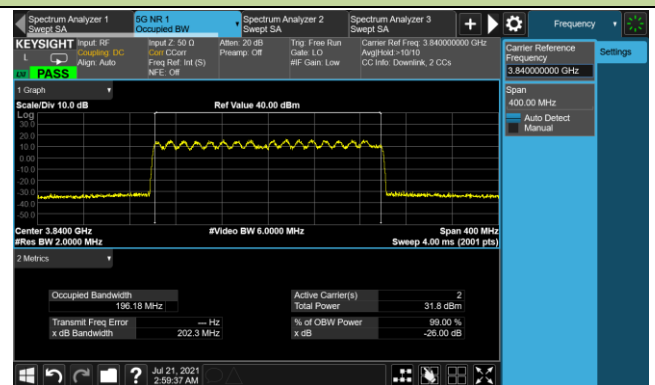 Spectrum Analyzer 1
Swept SA
5G NR 1
Occupied BW
Spectrum Analyzer 2
Swept SA
Spectrum Analyzer 3
Swept SA
+
Frequency
KEYSIGHT
L
LXI
PASS
Input: RF
Coupling: DC
Align: Auto
Input Z: 50 Ω
Corr CCorr
Freq Ref: Int (S)
NFE: Off
Atten: 20 dB
Preamp: Off
Trig: Free Run
Gate: LO
#IF Gain: Low
Carrier Ref Freq: 3.840000000 GHz
Avg|Hold:>10/10
CC Info: Downlink, 2 CCs
Carrier Reference
Frequency
3.840000000 GHz
Settings
Span
400.00 MHz
Auto Detect
Manual
1 Graph
Scale/Div 10.0 dB
Ref Value 40.00 dBm
Log
30.0
20.0
10.0
0.00
-10.0
-20.0
-30.0
-40.0
-50.0
Center 3.8400 GHz
#Video BW 6.0000 MHz
Span 400 MHz
#Res BW 2.0000 MHz
Sweep 4.00 ms (2001 pts)
2 Metrics
Occupied Bandwidth
196.18 MHz
Active Carrier(s) 2
Total Power 31.8 dBm
Transmit Freq Error --- Hz
% of OBW Power 99.00 %
x dB Bandwidth 202.3 MHz
x dB -26.00 dB
?
Jul 21, 2021
2:59:37 AM